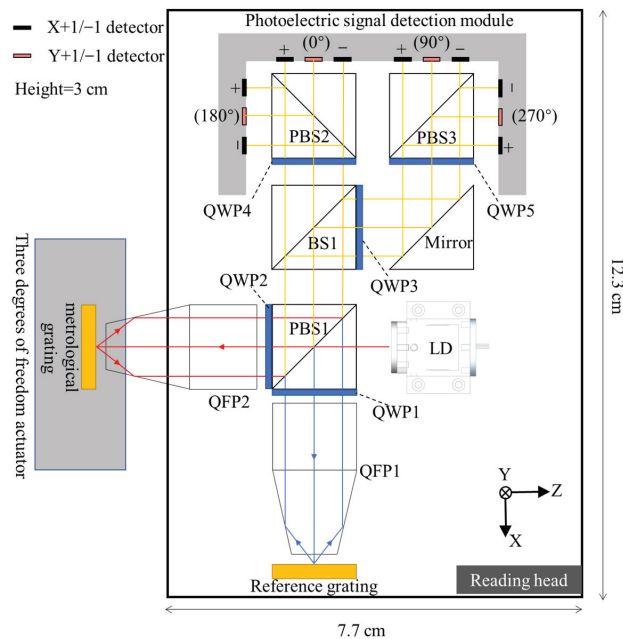 Photoelectric signal detection module
X+1/−1 detector
Y+1/−1 detector
Height=3 cm
+ (0°) − + (90°) −
+ −
(180°) (270°)
− +
PBS2 PBS3
QWP4 QWP5
BS1 Mirror
QWP2 QWP3
PBS1 LD
QWP1
QFP2
Three degrees of freedom actuator
metrological
grating
QFP1
Y
Z
X
Reference grating
Reading head
12.3 cm
7.7 cm